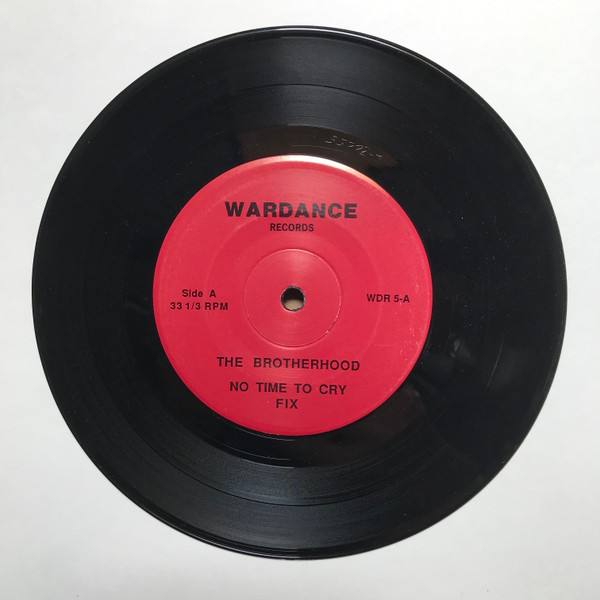 WARDANCE
RECORDS
Side A
33 1/3 RPM
WDR 5-A
THE BROTHERHOOD
NO TIME TO CRY
FIX